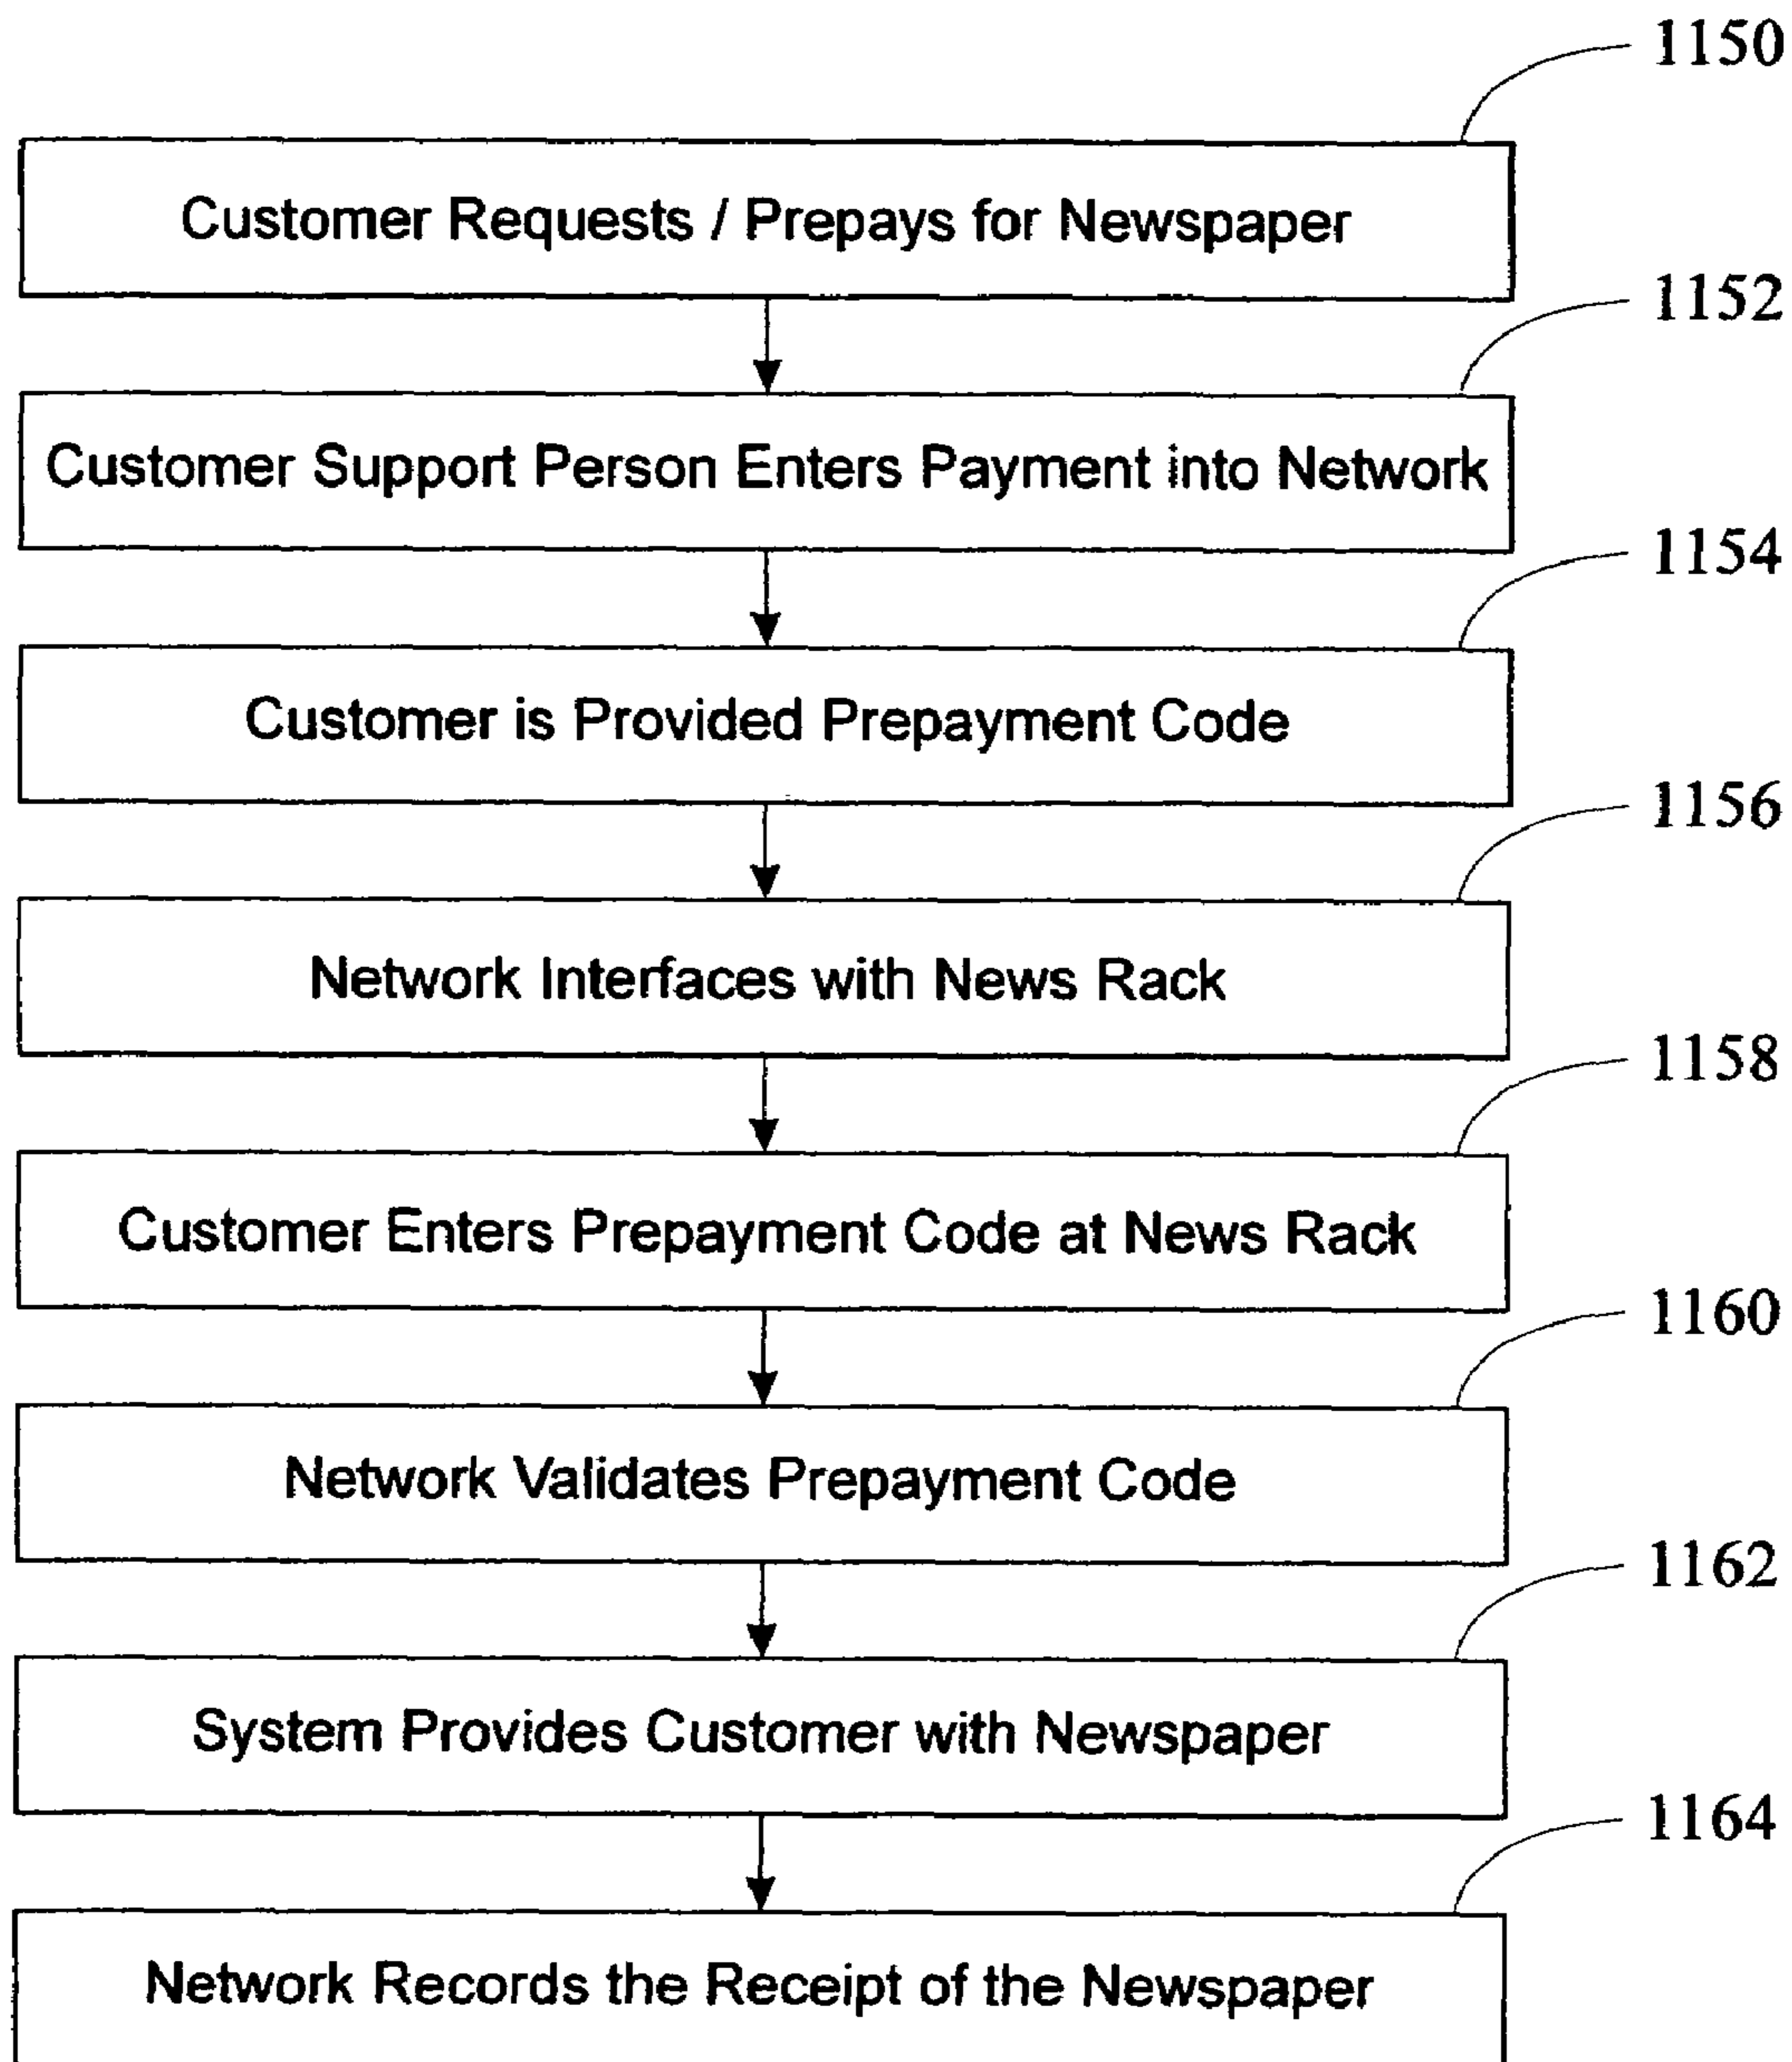 1150
Customer Requests / Prepays for Newspaper
1152
Customer Support Person Enters Payment into Network
1154
Customer is Provided Prepayment Code
1156
Network Interfaces with News Rack
1158
Customer Enters Prepayment Code at News Rack
1160
Network Validates Prepayment Code
1162
System Provides Customer with Newspaper
1164
Network Records the Receipt of the Newspaper